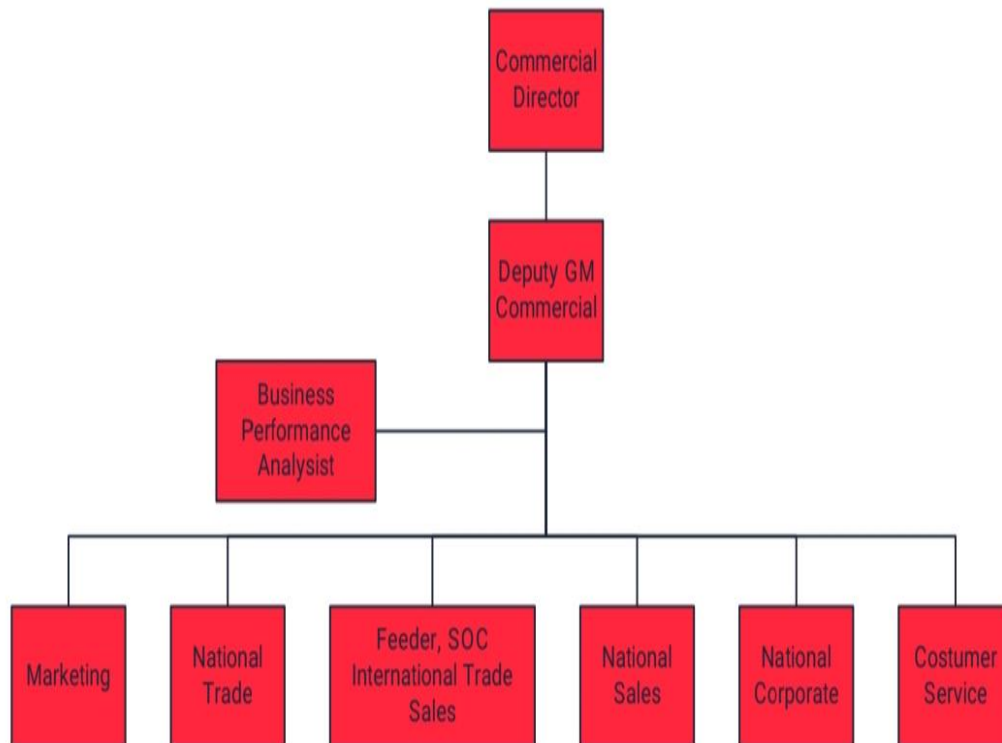 Commercial
Director
Deputy GM
Commercial
Business
Performance
Analysist
Marketing
National
Trade
Feeder, SOC
International Trade
Sales
National
Sales
National
Corporate
Costumer
Service